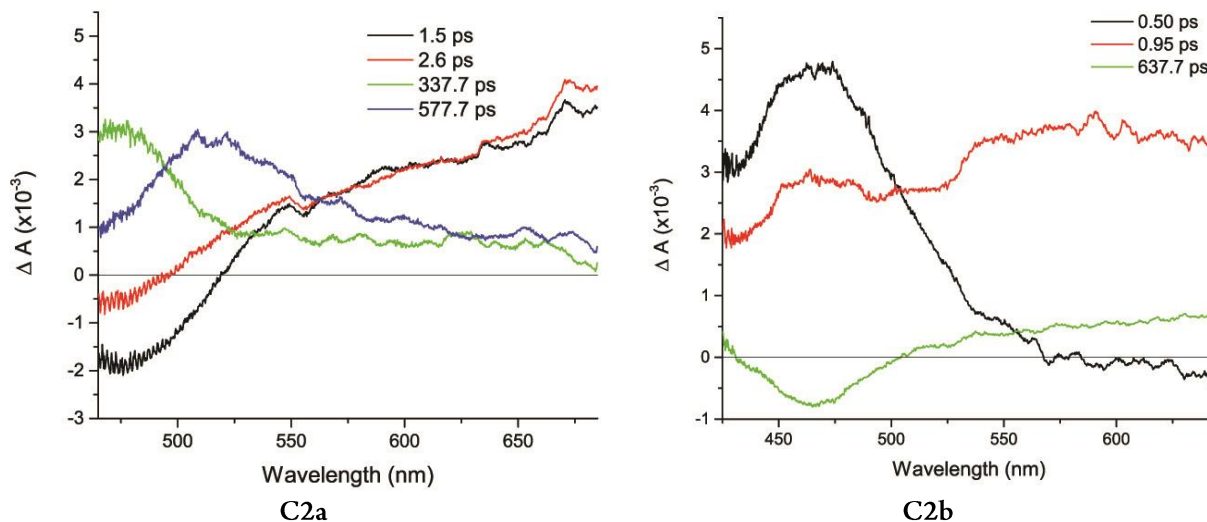 1.5 ps
2.6 ps
337.7 ps
577.7 ps
Δ A (x10⁻³)
5
4
3
2
1
0
-1
-2
-3
500
550
600
650
Wavelength (nm)
C2a
0.50 ps
0.95 ps
637.7 ps
Δ A (x10⁻³)
5
4
3
2
1
0
-1
450
500
550
600
Wavelength (nm)
C2b